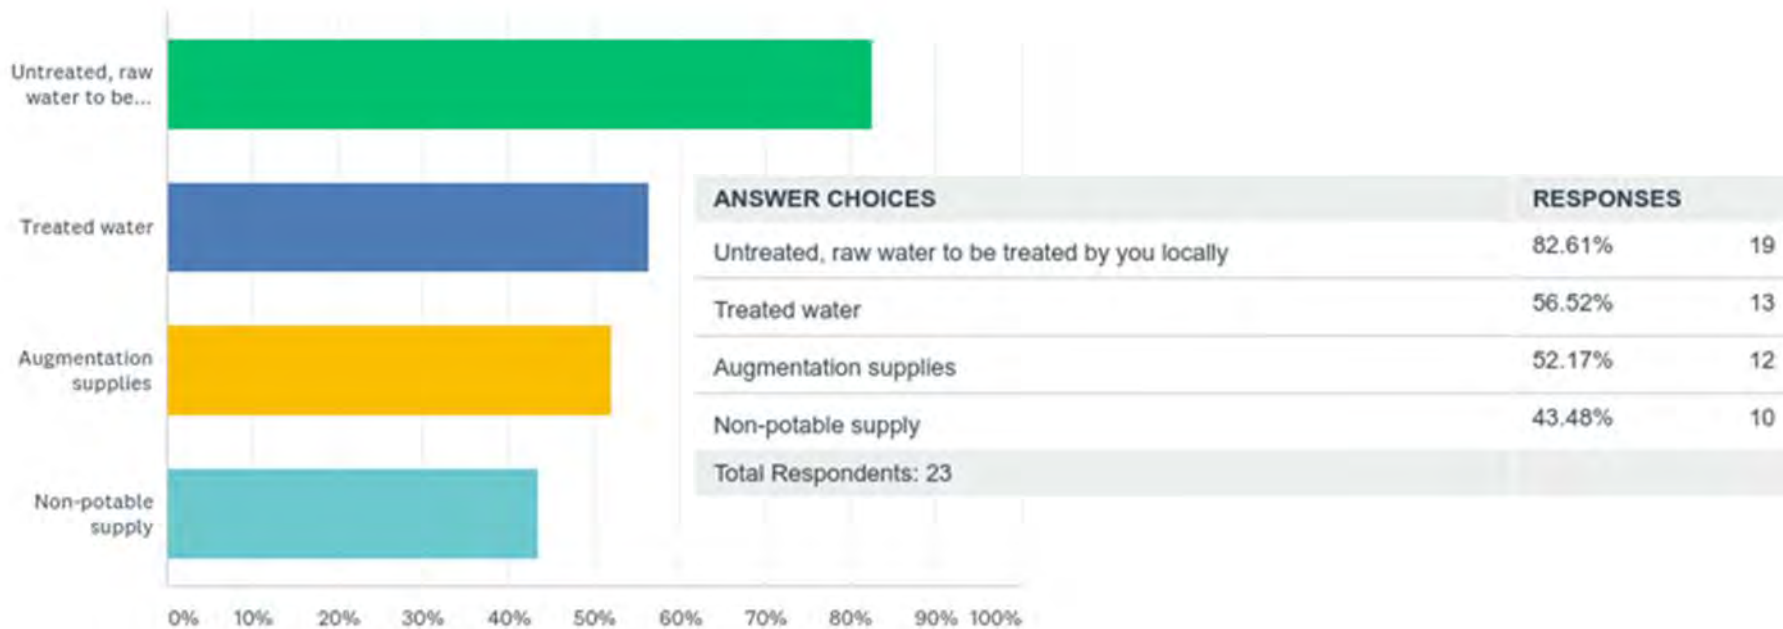 Untreated, raw
water to be...
Treated water
Augmentation
supplies
Non-potable
supply
0% 10% 20% 30% 40% 50% 60% 70% 80% 90% 100%
ANSWER CHOICES RESPONSES
Untreated, raw water to be treated by you locally 82.61% 19
Treated water 56.52% 13
Augmentation supplies 52.17% 12
Non-potable supply 43.48% 10
Total Respondents: 23